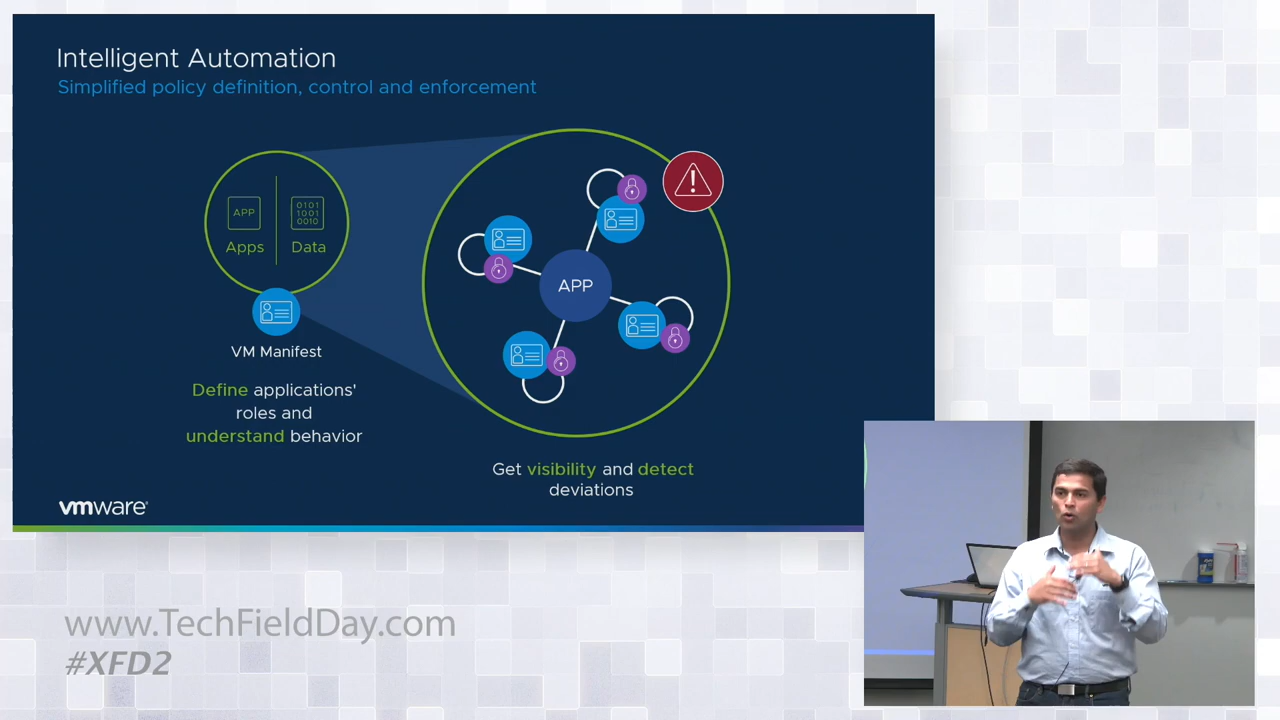 Intelligent Automation
Simplified policy definition, control and enforcement
APP
0101
1001
0010
Apps
Data
VM Manifest
Define applications'
roles and
understand behavior
APP
Get visibility and detect
deviations
vmware®
www.TechFieldDay.com
#XFD2